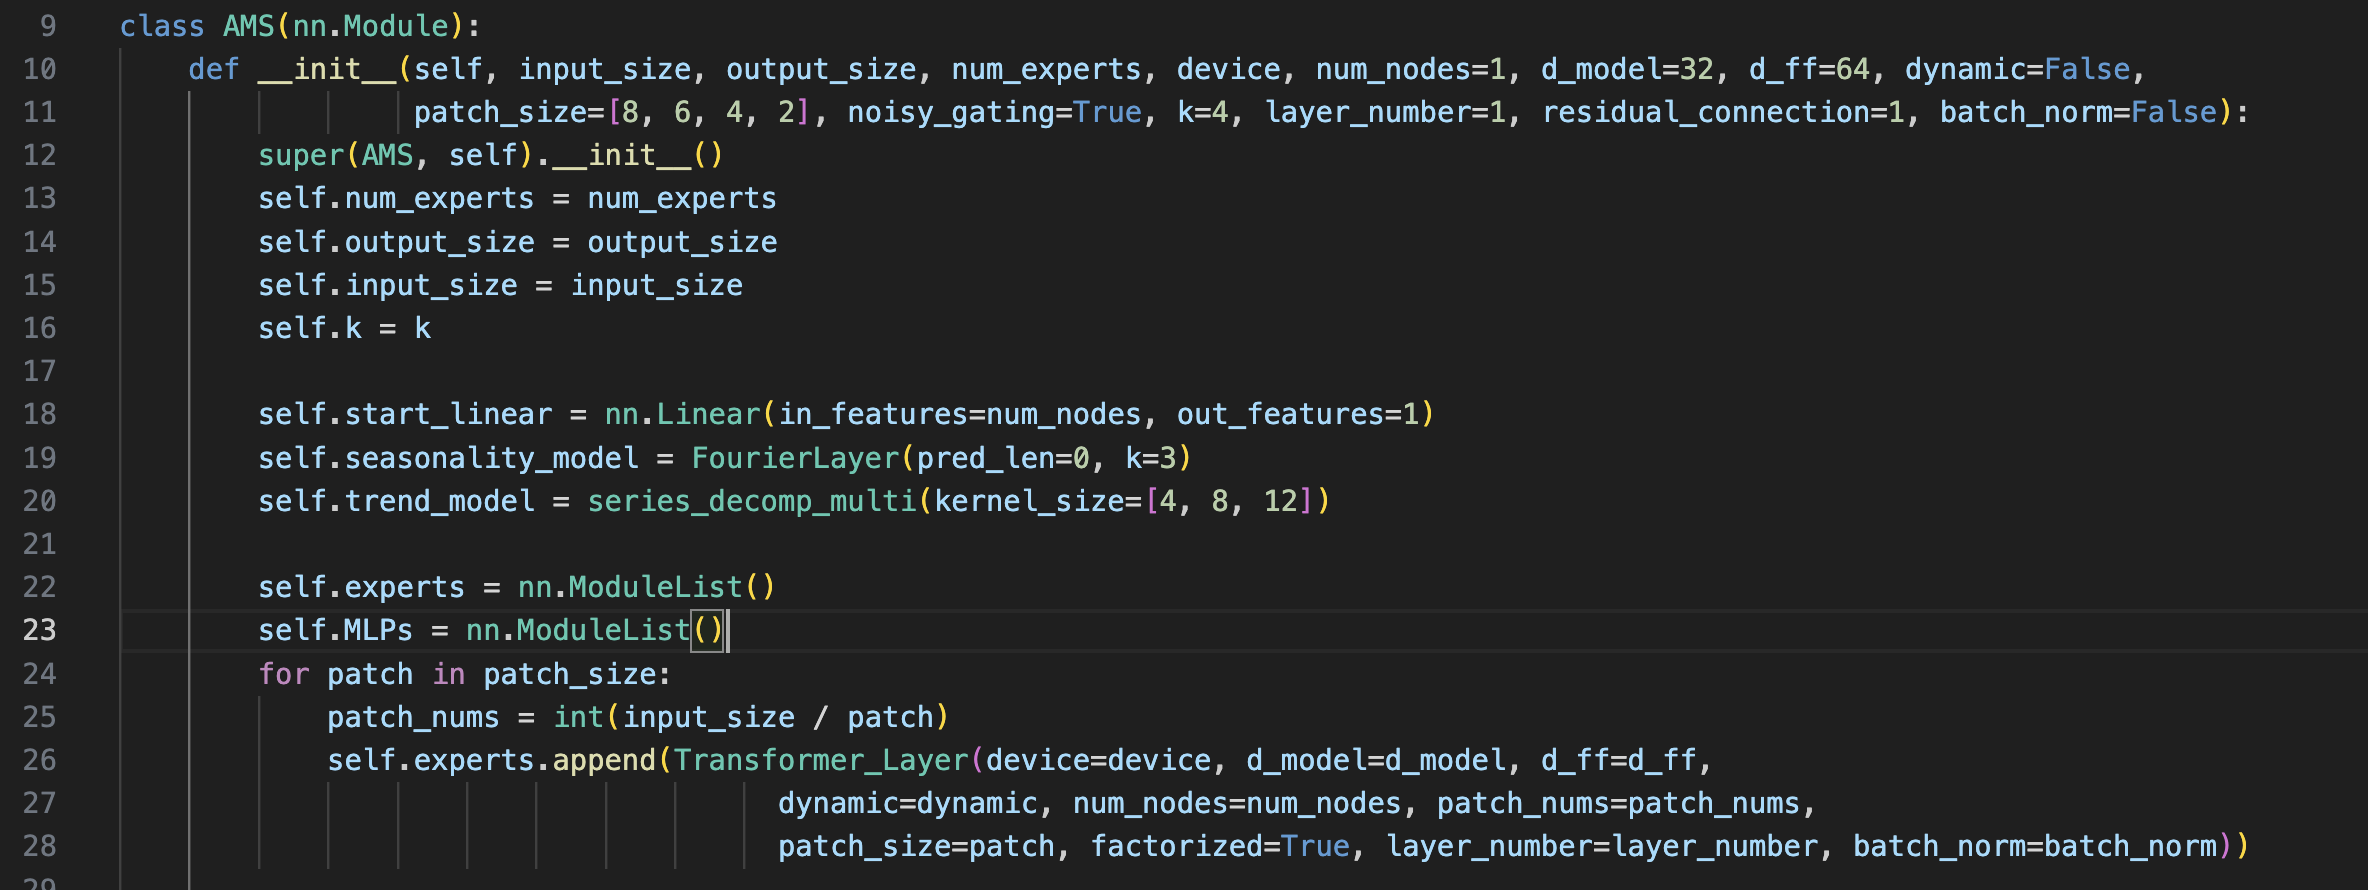 9 class AMS(nn.Module):
10 def __init__(self, input_size, output_size, num_experts, device, num_nodes=1, d_model=32, d_ff=64, dynamic=False,
11 patch_size=[8, 6, 4, 2], noisy_gating=True, k=4, layer_number=1, residual_connection=1, batch_norm=False):
12 super(AMS, self).__init__()
13 self.num_experts = num_experts
14 self.output_size = output_size
15 self.input_size = input_size
16 self.k = k
17
18 self.start_linear = nn.Linear(in_features=num_nodes, out_features=1)
19 self.seasonality_model = FourierLayer(pred_len=0, k=3)
20 self.trend_model = series_decomp_multi(kernel_size=[4, 8, 12])
21
22 self.experts = nn.ModuleList()
23 self.MLPs = nn.ModuleList()
24 for patch in patch_size:
25 patch_nums = int(input_size / patch)
26 self.experts.append(Transformer_Layer(device=device, d_model=d_model, d_ff=d_ff,
27 dynamic=dynamic, num_nodes=num_nodes, patch_nums=patch_nums,
28 patch_size=patch, factorized=True, layer_number=layer_number, batch_norm=batch_norm))
29